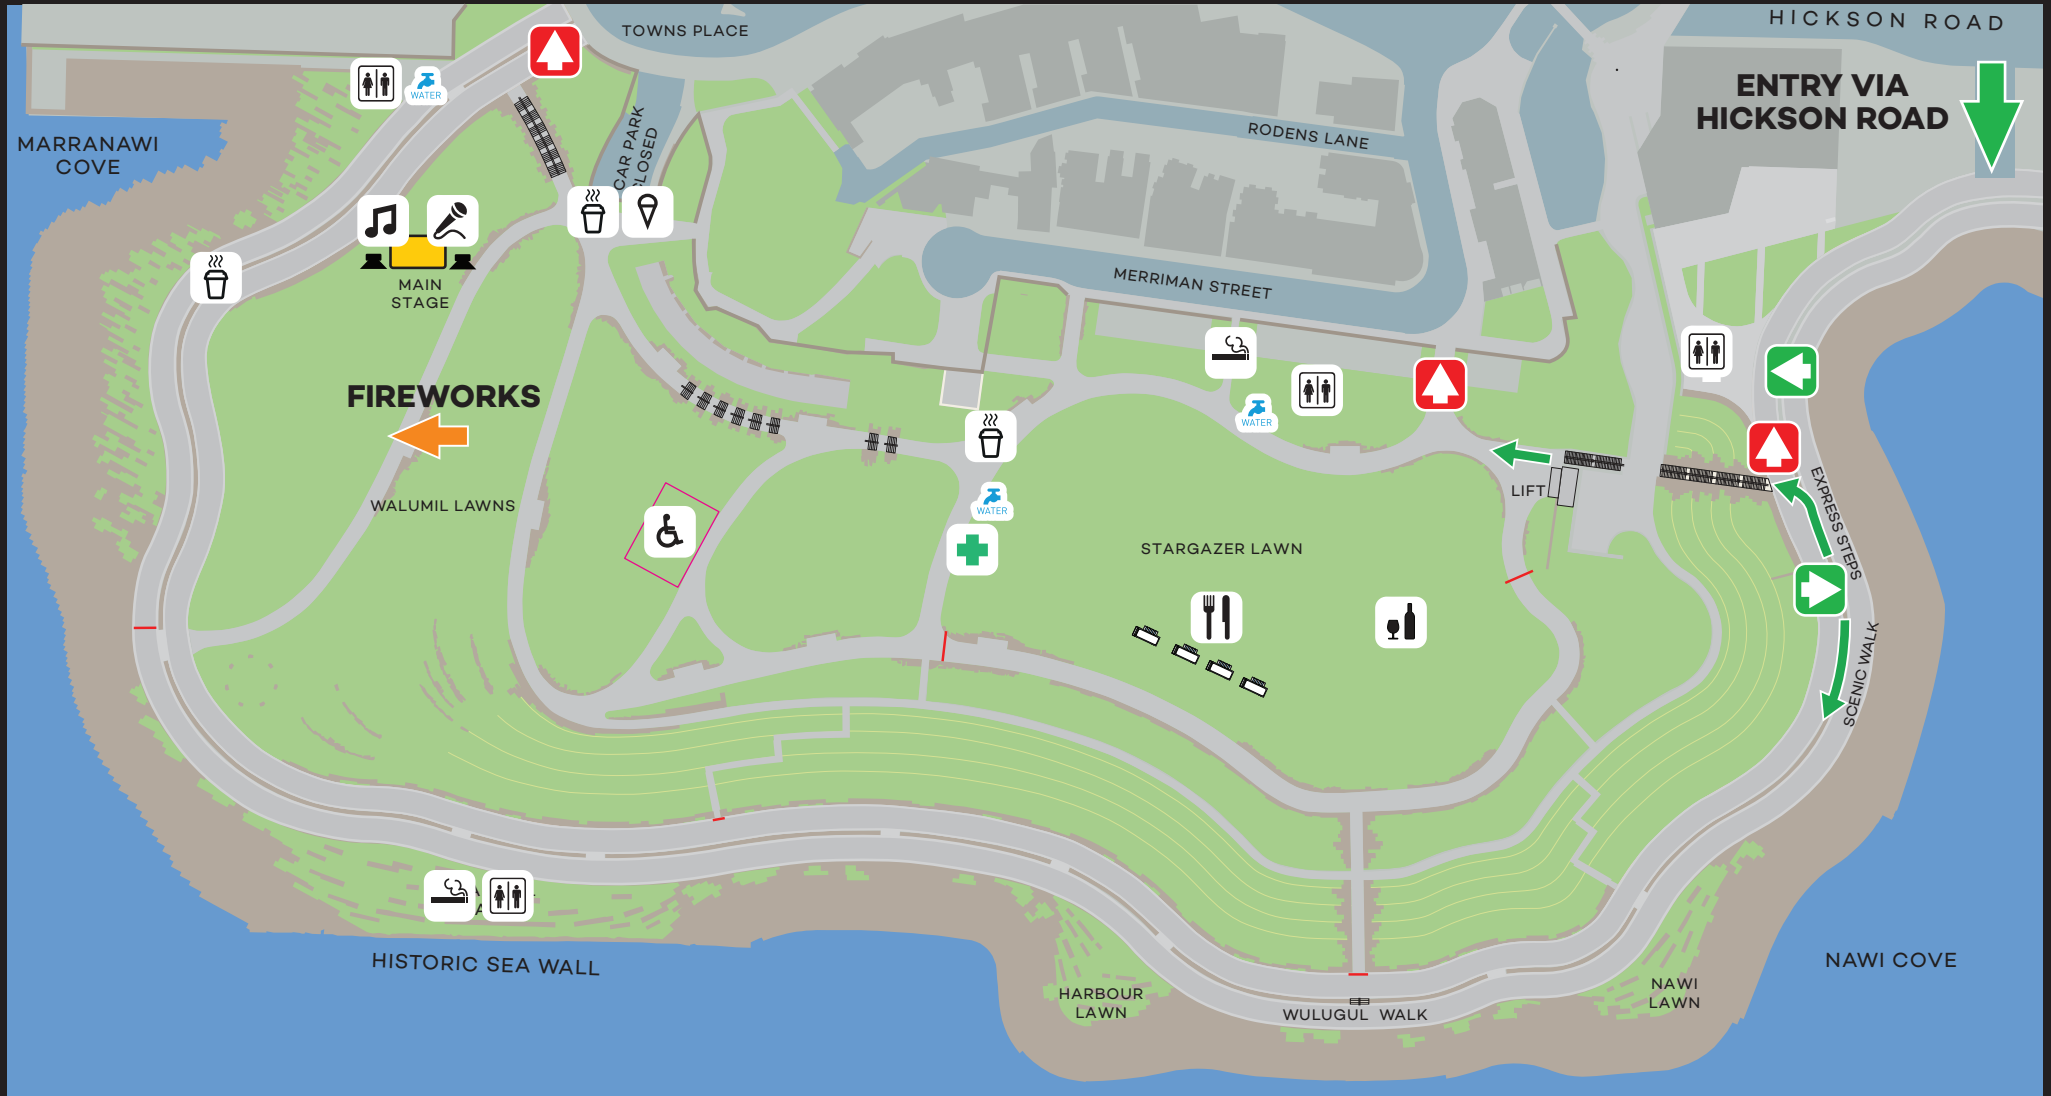 TOWNS PLACE
HICKSON ROAD
ENTRY VIA
HICKSON ROAD
WATER
CAR PARK
CLOSED
RODENS LANE
MARRANAWI
COVE
MERRIMAN STREET
MAIN
STAGE
FIREWORKS
WATER
WATER
LIFT
EXPRESS STEPS
WALUMIL LAWNS
STARGAZER LAWN
SCENIC WALK
HISTORIC SEA WALL
HARBOUR
LAWN
WULUGUL WALK
NAWI
LAWN
NAWI COVE